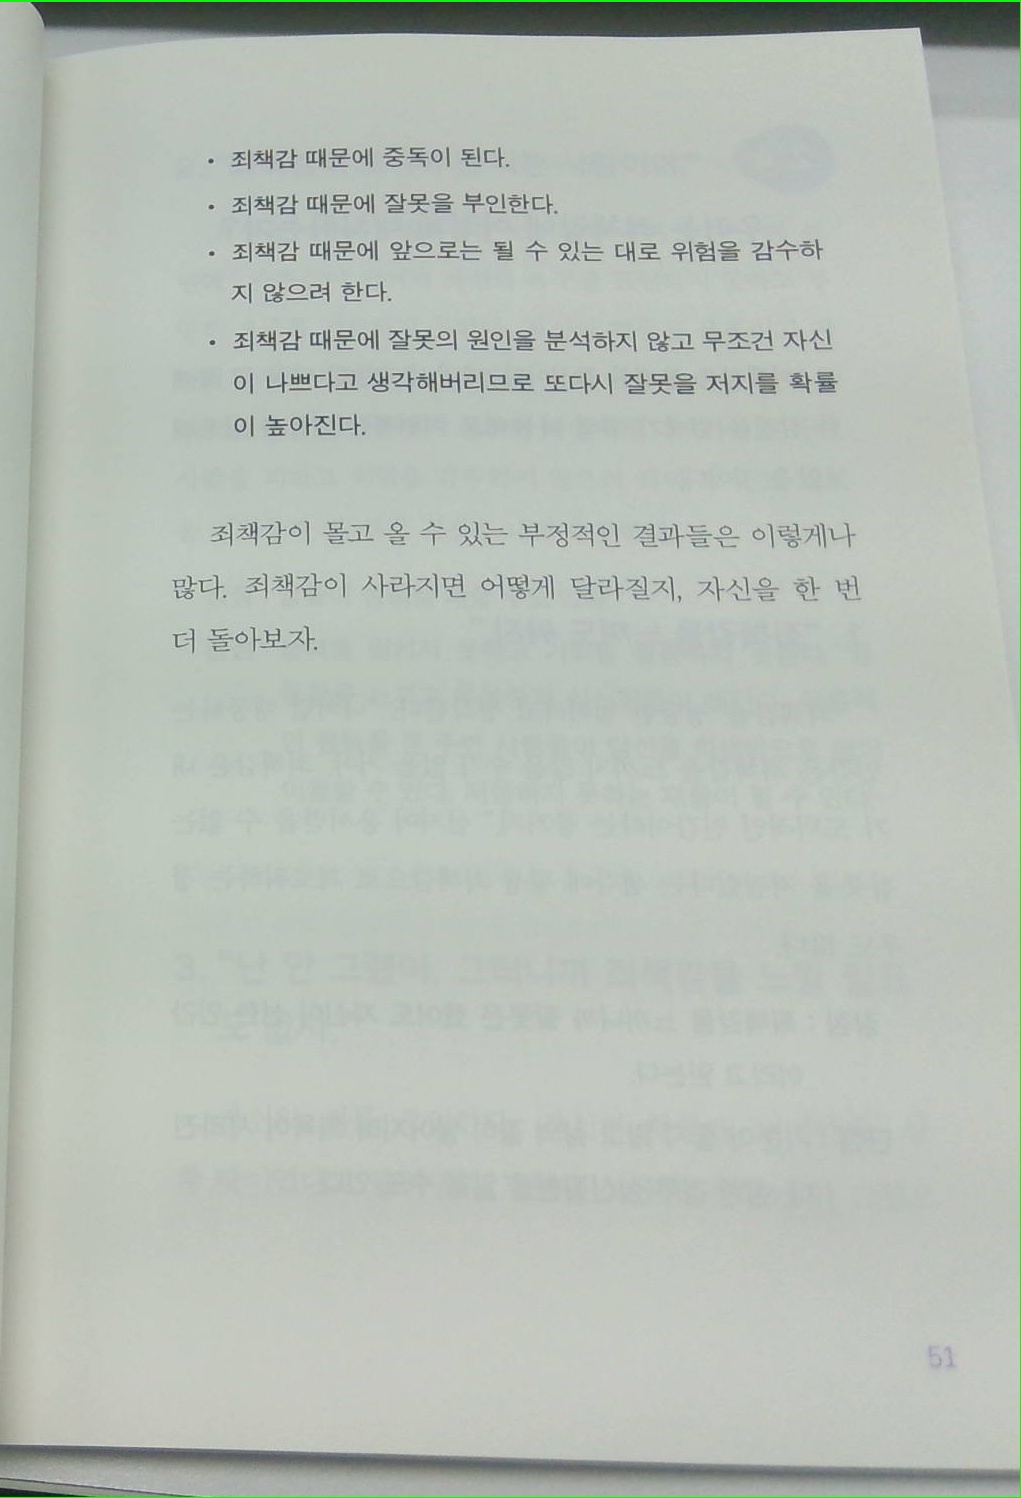 • 죄책감 때문에 중독이 된다.
• 죄책감 때문에 잘못을 부인한다.
• 죄책감 때문에 앞으로는 될 수 있는 대로 위험을 감수하
지 않으려 한다.
• 죄책감 때문에 잘못의 원인을 분석하지 않고 무조건 자신
이 나쁘다고 생각해버리므로 또다시 잘못을 저지를 확률
이 높아진다.
죄책감이 몰고 올 수 있는 부정적인 결과들은 이렇게나
많다. 죄책감이 사라지면 어떻게 달라질지, 자신을 한 번
더 돌아보자.
51